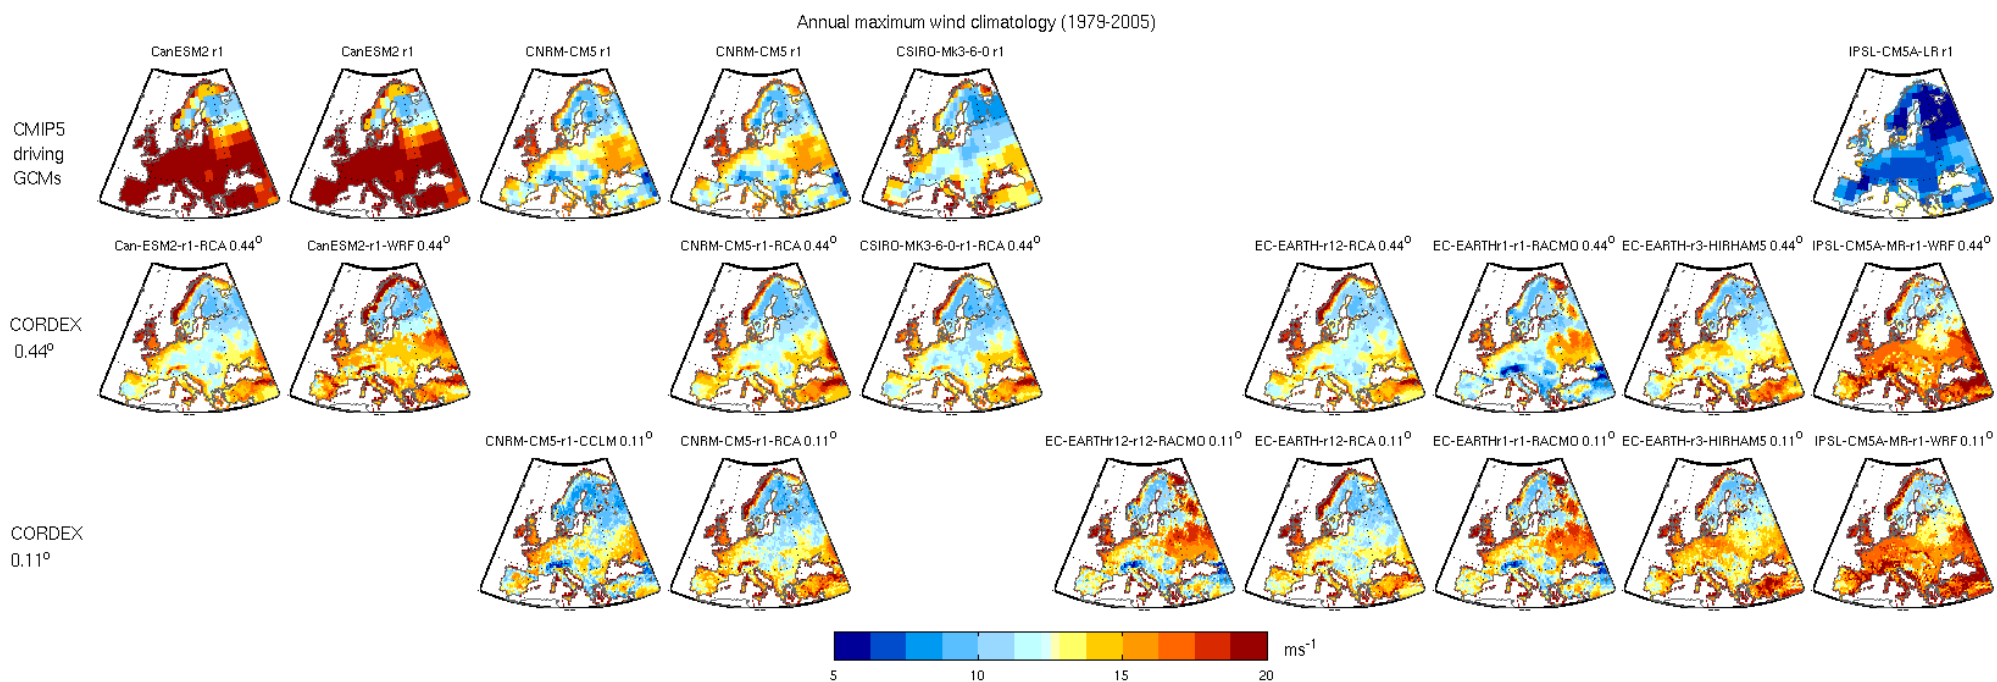 Annual maximum wind climatology (1979-2005)
CanESM2 r1
CanESM2 r1
CNRM-CM5 r1
CNRM-CM5 r1
CSIRO-Mk3-6-0 r1
IPSL-CM5A-LR r1
CMIP5
driving
GCMs
Can-ESM2-r1-RCA 0.44°
CanESM2-r1-WRF 0.44°
CNRM-CM5-r1-RCA 0.44°
CSIRO-MK3-6-0-r1-RCA 0.44°
EC-EARTH-r12-RCA 0.44°
EC-EARTHr1-r1-RACMO 0.44°
EC-EARTH-r3-HIRHAM5 0.44°
IPSL-CM5A-MR-r1-WRF 0.44°
CORDEX
0.44°
CNRM-CM5-r1-CCLM 0.11°
CNRM-CM5-r1-RCA 0.11°
EC-EARTHr12-r12-RACMO 0.11°
EC-EARTH-r12-RCA 0.11°
EC-EARTHr1-r1-RACMO 0.11°
EC-EARTH-r3-HIRHAM5 0.11°
IPSL-CM5A-MR-r1-WRF 0.11°
CORDEX
0.11°
ms⁻¹
5 10 15 20